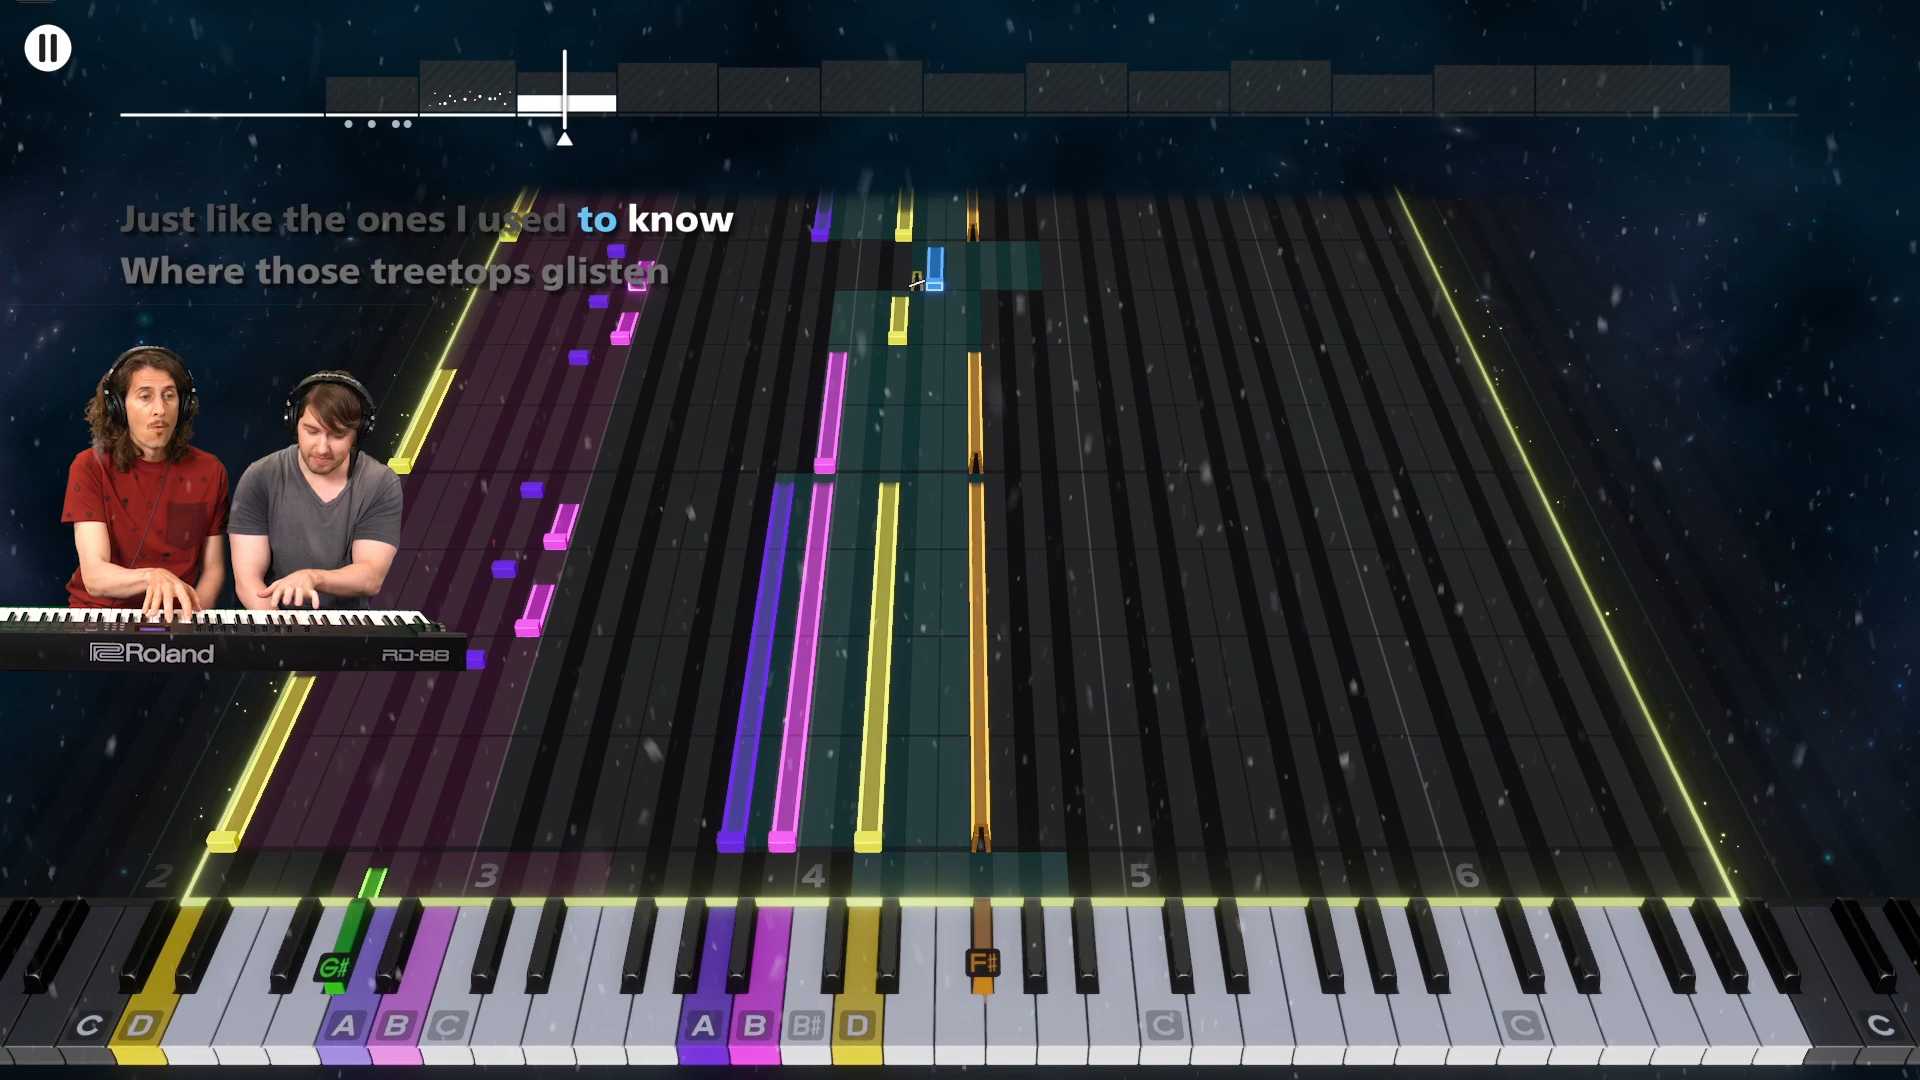 Just like the ones I used to know
Where those treetops glisten
Roland RD-88
2 3 4 5 6
G# F#
C D A B C A B B# D C C C